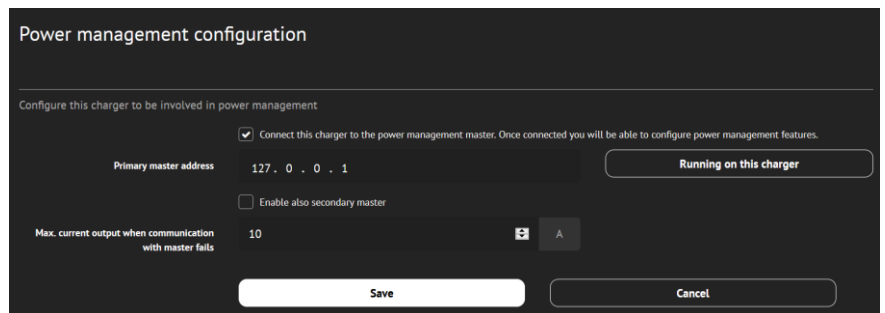 Power management configuration
Configure this charger to be involved in power management
Connect this charger to the power management master. Once connected you will be able to configure power management features.
Primary master address
127. 0 . 0 . 1
Running on this charger
Enable also secondary master
Max. current output when communication
with master fails
10
A
Save
Cancel